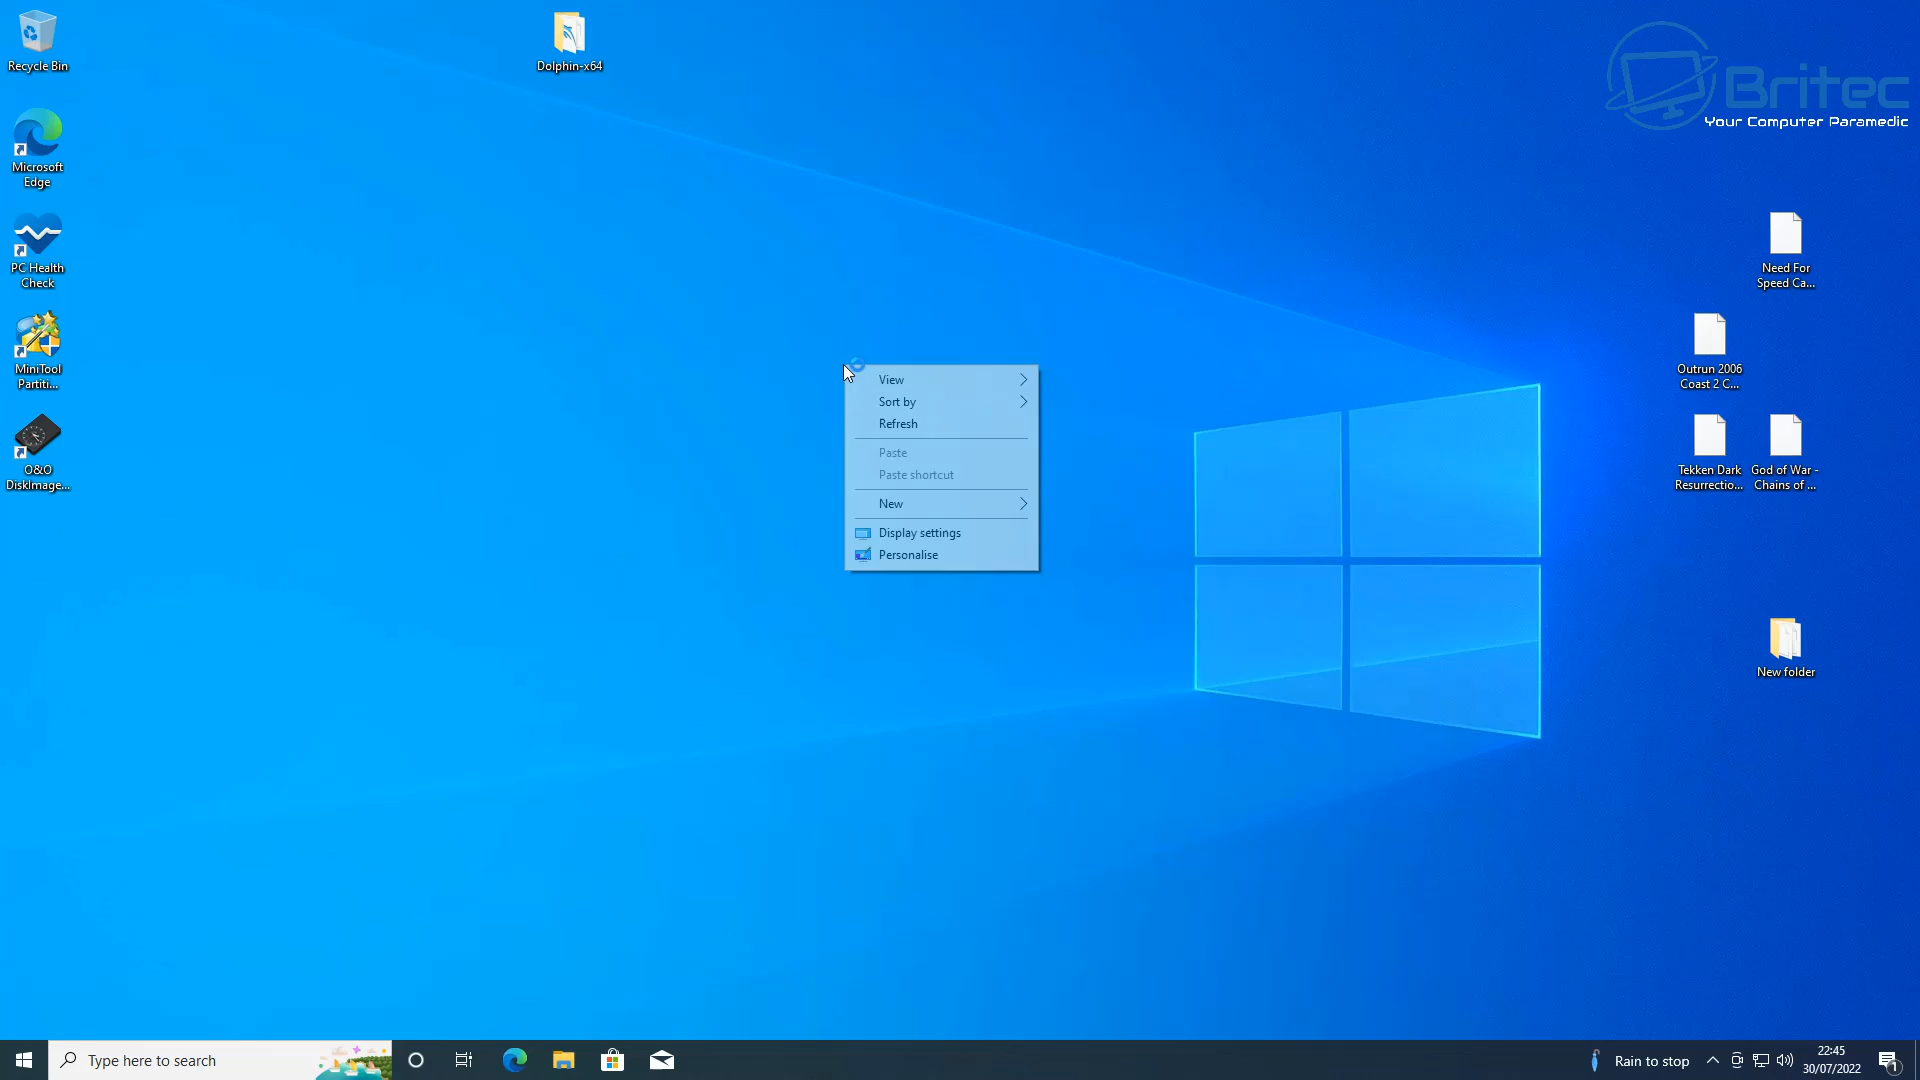 Recycle Bin
Dolphin-x64
Britec
Your Computer Paramedic
Microsoft
Edge
PC Health
Check
MiniTool
Partiti...
O&O
DiskImage...
View
Sort by
Refresh
Paste
Paste shortcut
New
Display settings
Personalise
Need For
Speed Ca...
Outrun 2006
Coast 2 C...
Tekken Dark
Resurrectio...
God of War -
Chains of ...
New folder
Type here to search
Rain to stop
22:45
30/07/2022
1